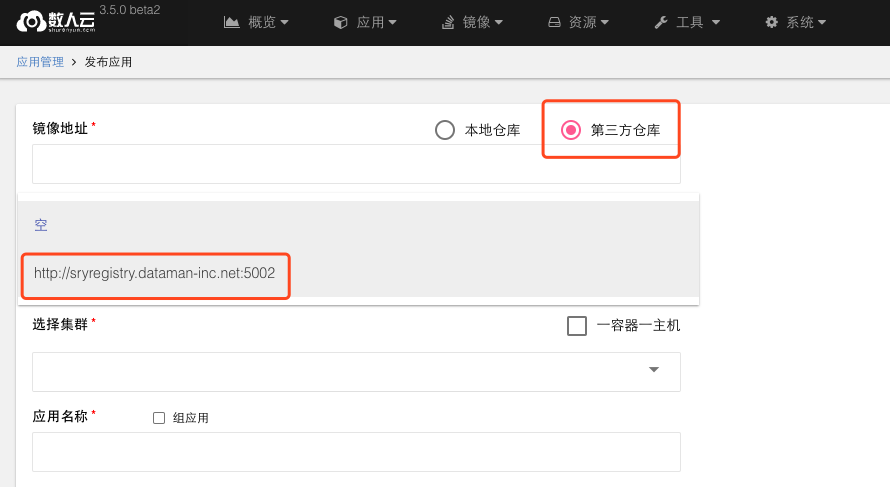 数人云 3.5.0 beta2 概览 应用 镜像 资源 工具 系统
shurenyun.com
应用管理 > 发布应用
镜像地址 * 本地仓库 第三方仓库
空
http://sryregistry.dataman-inc.net:5002
选择集群 * 一容器一主机
应用名称 * 组应用